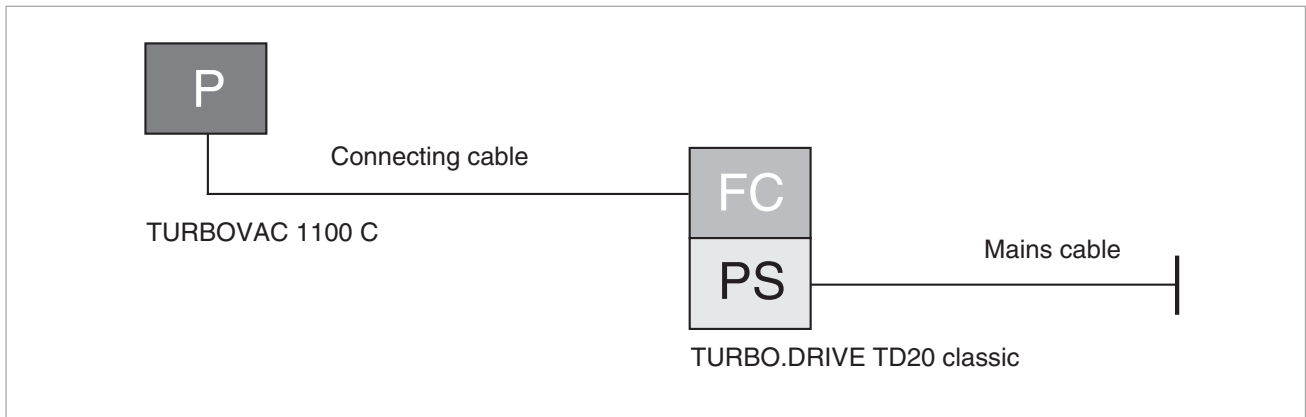 P
Connecting cable
TURBOVAC 1100 C
FC
PS
Mains cable
TURBO.DRIVE TD20 classic